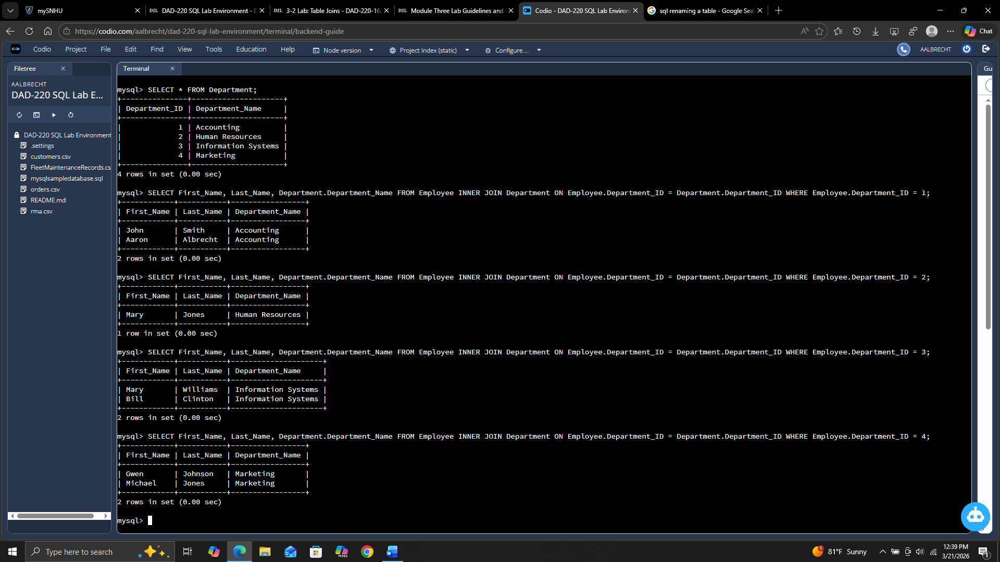 mySNHU
DAD-220 SQL Lab Environment - D
3-2 Lab: Table Joins - DAD-220-16
Module Three Lab Guidelines and
Codio - DAD-220 SQL Lab Environ
sql renaming a table - Google Sea
https://codio.com/aalbrecht/dad-220-sql-lab-environment/terminal/backend-guide
Chat
Codio Project File Edit Find View Tools Education Help Node version Project Index (static) Configure.... AALBRECHT
Filetree
Terminal
Gu
AALBRECHT
DAD-220 SQL Lab E...
DAD-220 SQL Lab Environment
.settings
customers.csv
FleetMaintenanceRecords.cs
mysqlsampledatabase.sql
orders.csv
README.md
rma.csv
mysql> SELECT * FROM Department;
+---------------+---------------------+
| Department_ID | Department_Name     |
+---------------+---------------------+
|             1 | Accounting          |
|             2 | Human Resources     |
|             3 | Information Systems |
|             4 | Marketing           |
+---------------+---------------------+
4 rows in set (0.00 sec)
mysql> SELECT First_Name, Last_Name, Department.Department_Name FROM Employee INNER JOIN Department ON Employee.Department_ID = Department.Department_ID WHERE Employee.Department_ID = 1;
+------------+-----------+-----------------+
| First_Name | Last_Name | Department_Name |
+------------+-----------+-----------------+
| John       | Smith     | Accounting      |
| Aaron      | Albrecht  | Accounting      |
+------------+-----------+-----------------+
2 rows in set (0.00 sec)
mysql> SELECT First_Name, Last_Name, Department.Department_Name FROM Employee INNER JOIN Department ON Employee.Department_ID = Department.Department_ID WHERE Employee.Department_ID = 2;
+------------+-----------+-----------------+
| First_Name | Last_Name | Department_Name |
+------------+-----------+-----------------+
| Mary       | Jones     | Human Resources |
+------------+-----------+-----------------+
1 row in set (0.00 sec)
mysql> SELECT First_Name, Last_Name, Department.Department_Name FROM Employee INNER JOIN Department ON Employee.Department_ID = Department.Department_ID WHERE Employee.Department_ID = 3;
+------------+-----------+---------------------+
| First_Name | Last_Name | Department_Name     |
+------------+-----------+---------------------+
| Mary       | Williams  | Information Systems |
| Bill       | Clinton   | Information Systems |
+------------+-----------+---------------------+
2 rows in set (0.00 sec)
mysql> SELECT First_Name, Last_Name, Department.Department_Name FROM Employee INNER JOIN Department ON Employee.Department_ID = Department.Department_ID WHERE Employee.Department_ID = 4;
+------------+-----------+-----------------+
| First_Name | Last_Name | Department_Name |
+------------+-----------+-----------------+
| Gwen       | Johnson   | Marketing       |
| Michael    | Jones     | Marketing       |
+------------+-----------+-----------------+
2 rows in set (0.00 sec)
mysql>
Type here to search
M365
1
81°F Sunny
12:39 PM
3/21/2026
1